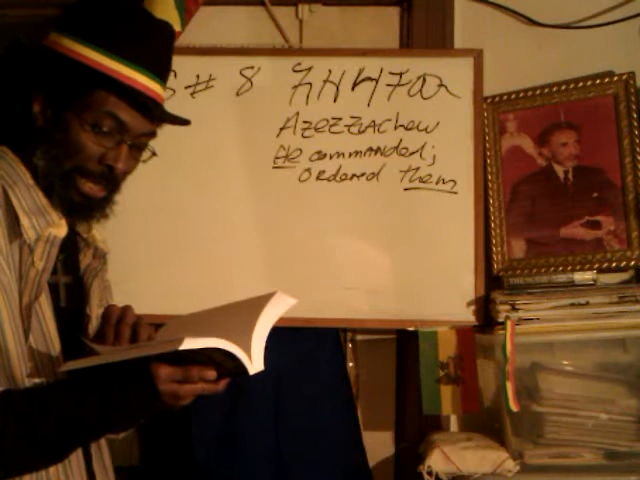 S# 8 አዘዛቸው
Azezzachew
He commanded;
ordered them